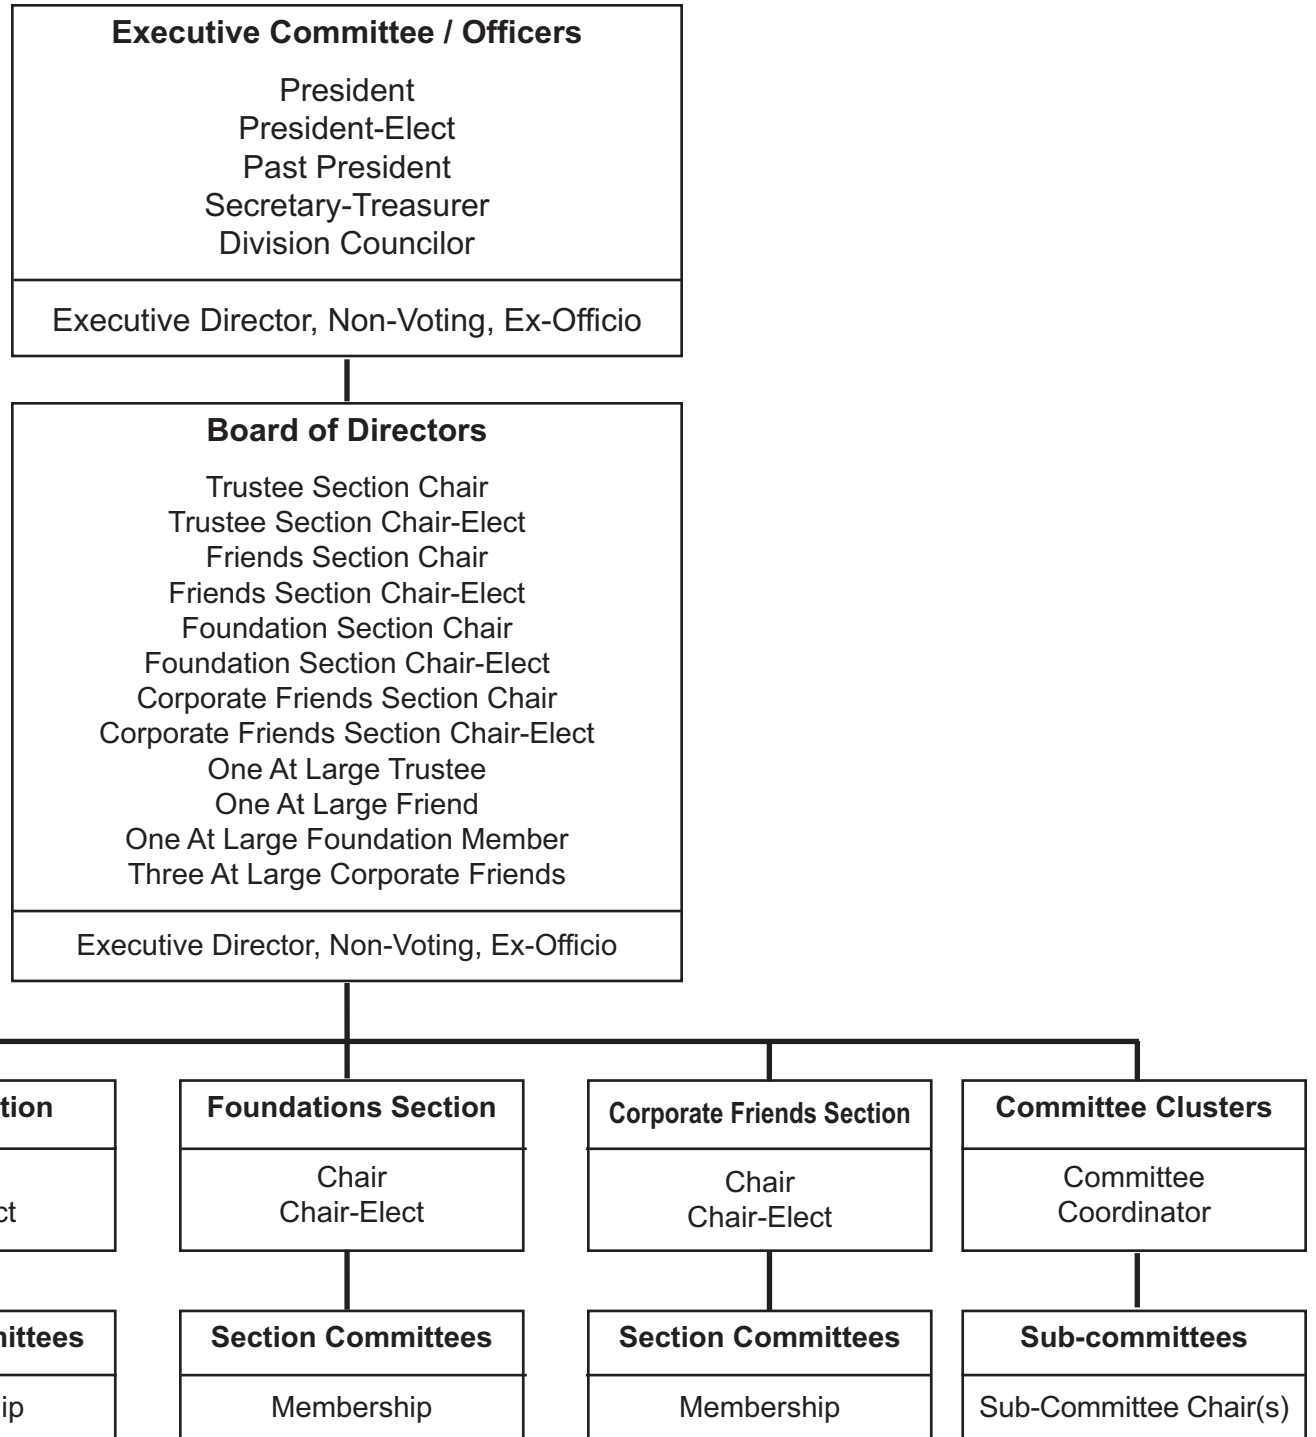 Executive Committee / Officers
President
President-Elect
Past President
Secretary-Treasurer
Division Councilor
Executive Director, Non-Voting, Ex-Officio
Board of Directors
Trustee Section Chair
Trustee Section Chair-Elect
Friends Section Chair
Friends Section Chair-Elect
Foundation Section Chair
Foundation Section Chair-Elect
Corporate Friends Section Chair
Corporate Friends Section Chair-Elect
One At Large Trustee
One At Large Friend
One At Large Foundation Member
Three At Large Corporate Friends
Executive Director, Non-Voting, Ex-Officio
tion
ct
Foundations Section
Chair
Chair-Elect
Corporate Friends Section
Chair
Chair-Elect
Committee Clusters
Committee
Coordinator
mittees
ip
Section Committees
Membership
Section Committees
Membership
Sub-committees
Sub-Committee Chair(s)